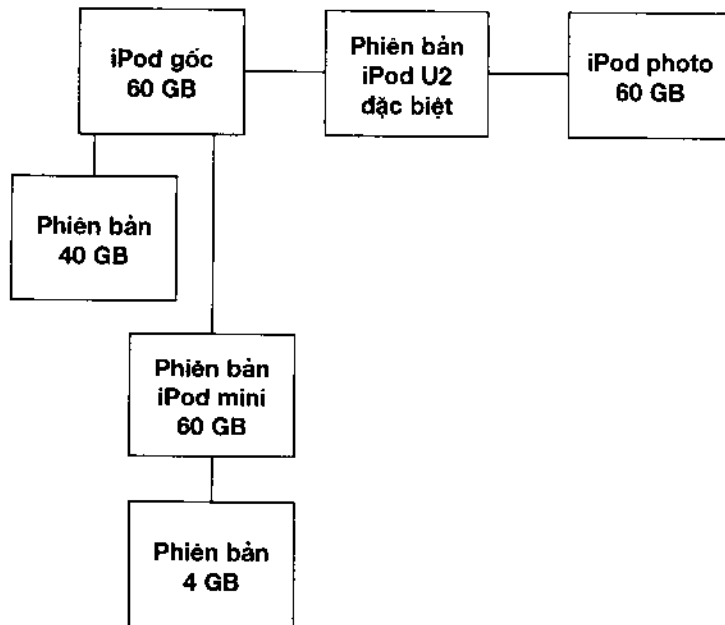 iPod gốc
60 GB
Phiên bản
iPod U2
đặc biệt
iPod photo
60 GB
Phiên bản
40 GB
Phiên bản
iPod mini
60 GB
Phiên bản
4 GB